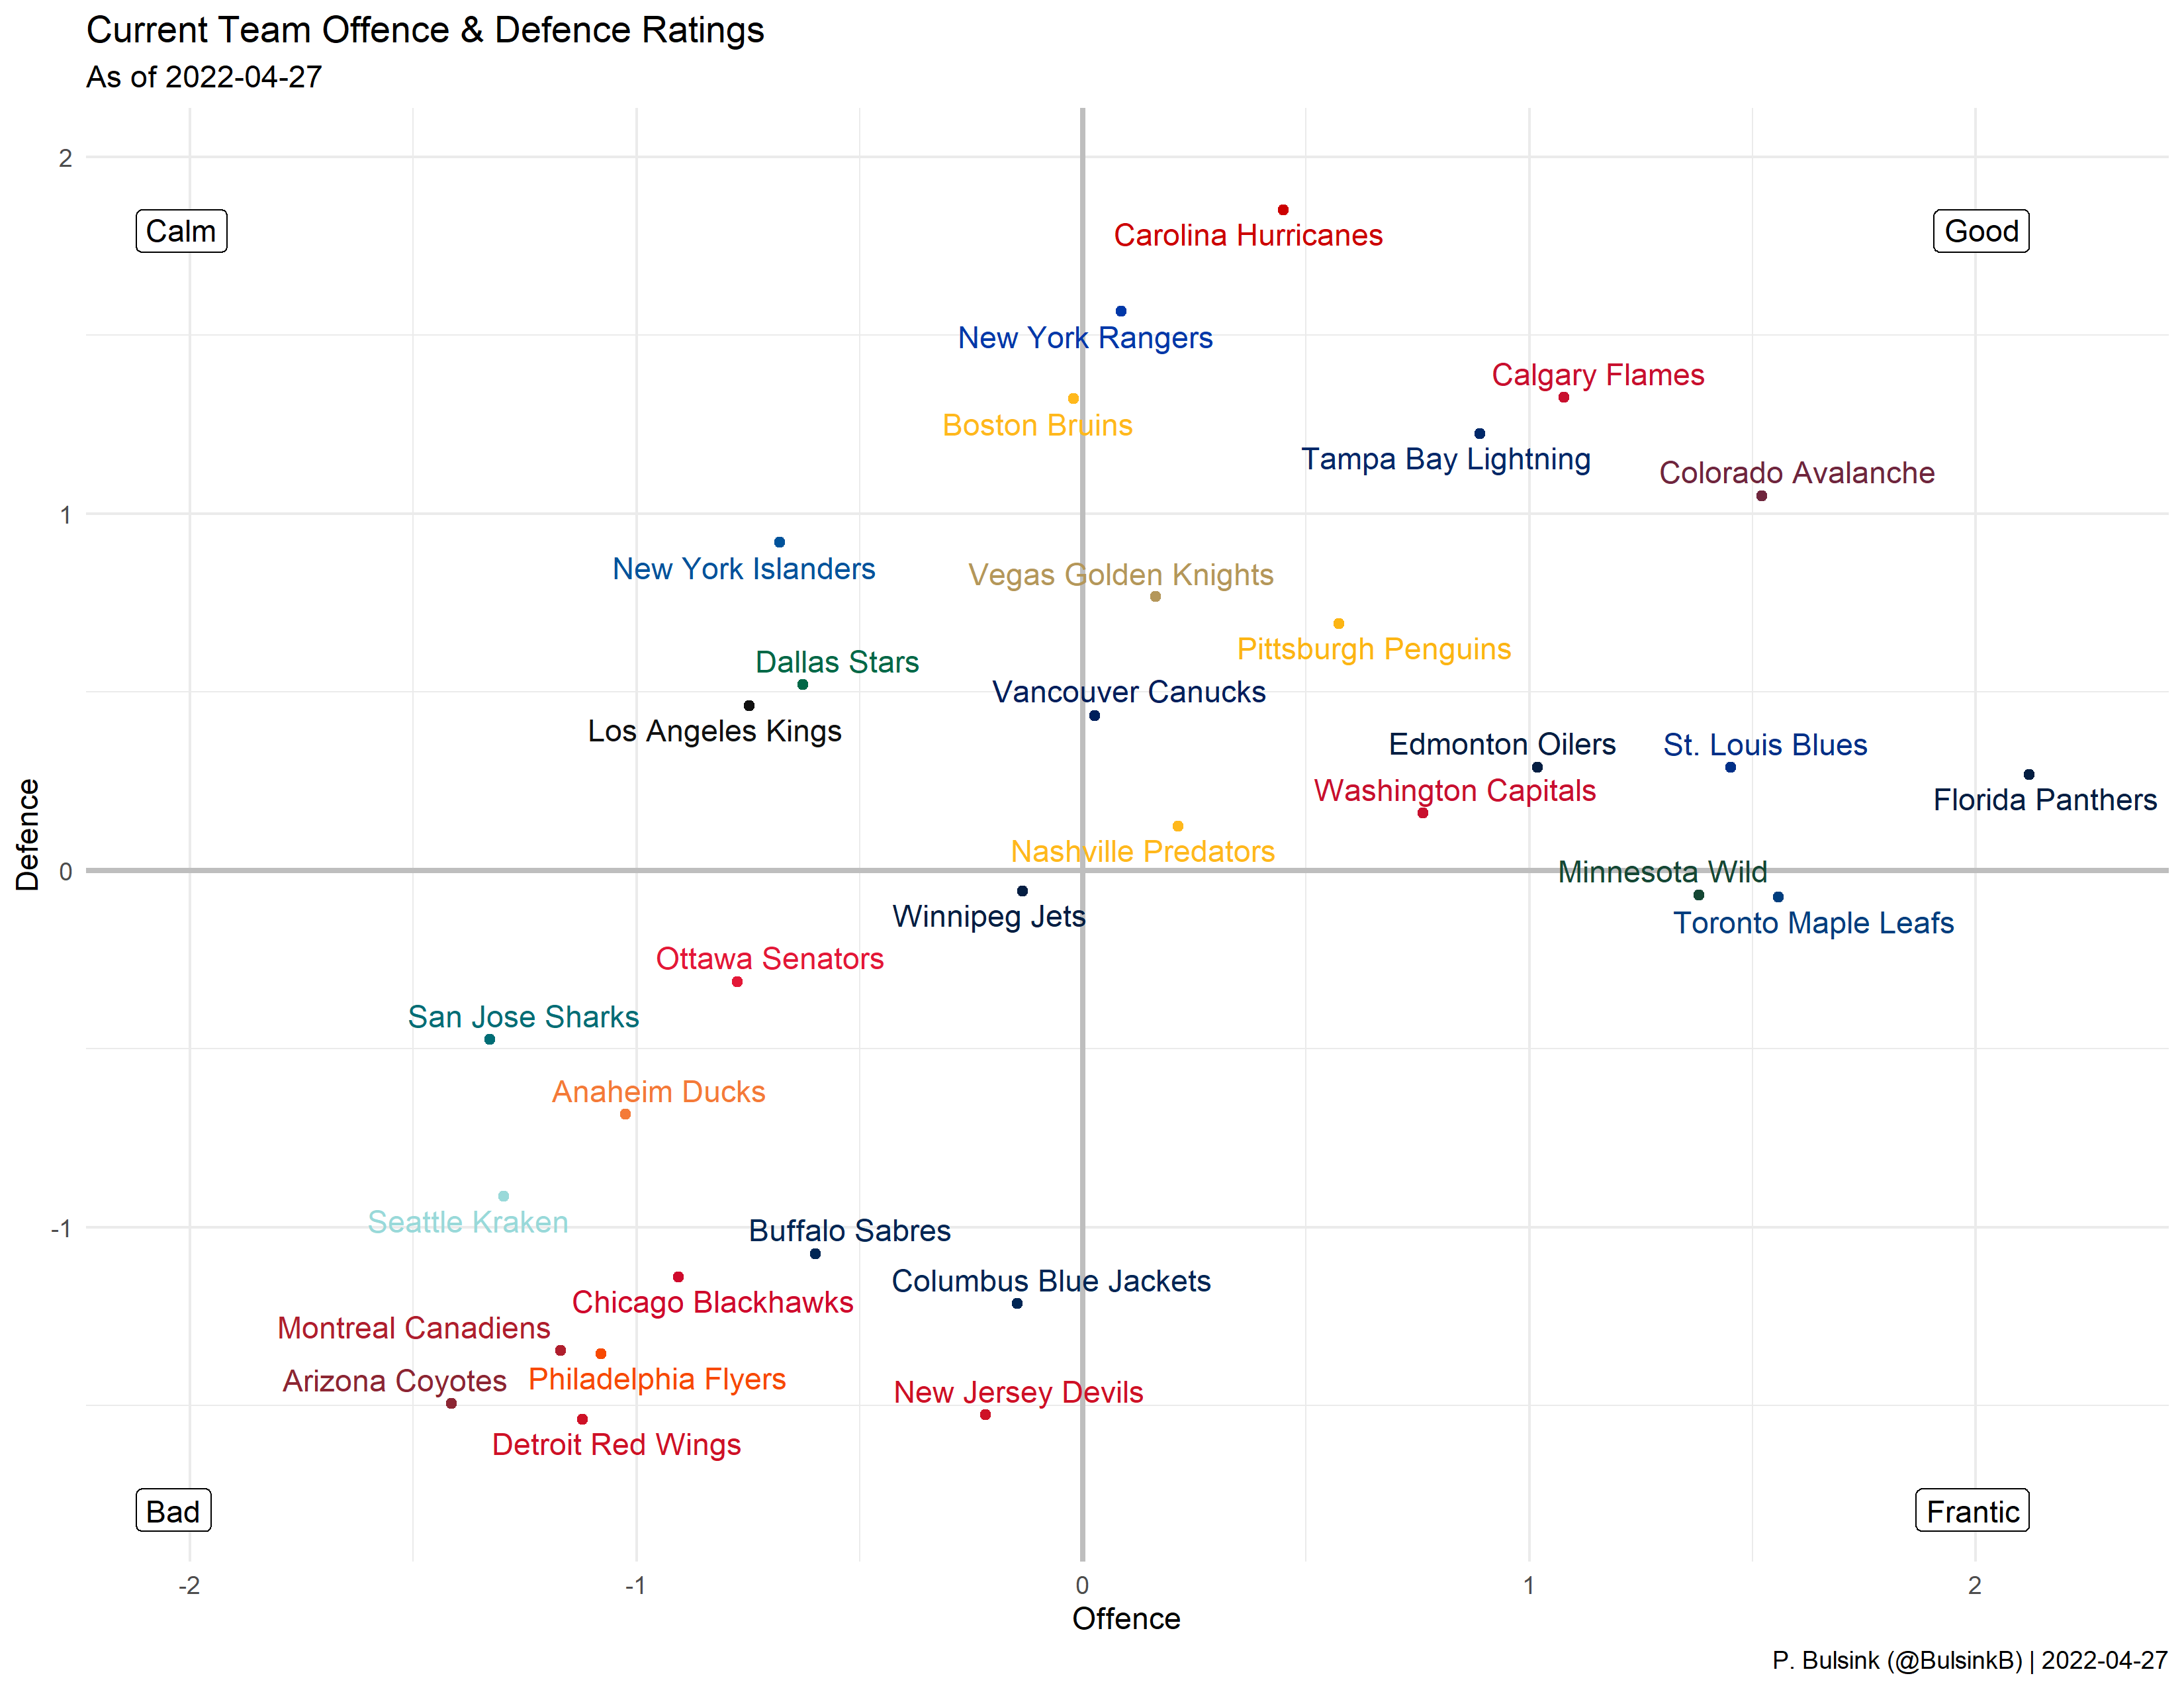 Current Team Offence & Defence Ratings
As of 2022-04-27
2
Calm
Good
Carolina Hurricanes
New York Rangers
Calgary Flames
Boston Bruins
Tampa Bay Lightning
Colorado Avalanche
1
New York Islanders
Vegas Golden Knights
Pittsburgh Penguins
Dallas Stars
Vancouver Canucks
Los Angeles Kings
Edmonton Oilers
St. Louis Blues
Washington Capitals
Florida Panthers
Defence
Nashville Predators
0
Minnesota Wild
Winnipeg Jets
Toronto Maple Leafs
Ottawa Senators
San Jose Sharks
Anaheim Ducks
Seattle Kraken
-1
Buffalo Sabres
Columbus Blue Jackets
Chicago Blackhawks
Montreal Canadiens
Arizona Coyotes
Philadelphia Flyers
New Jersey Devils
Detroit Red Wings
Bad
Frantic
-2
-1
0
1
2
Offence
P. Bulsink (@BulsinkB) | 2022-04-27